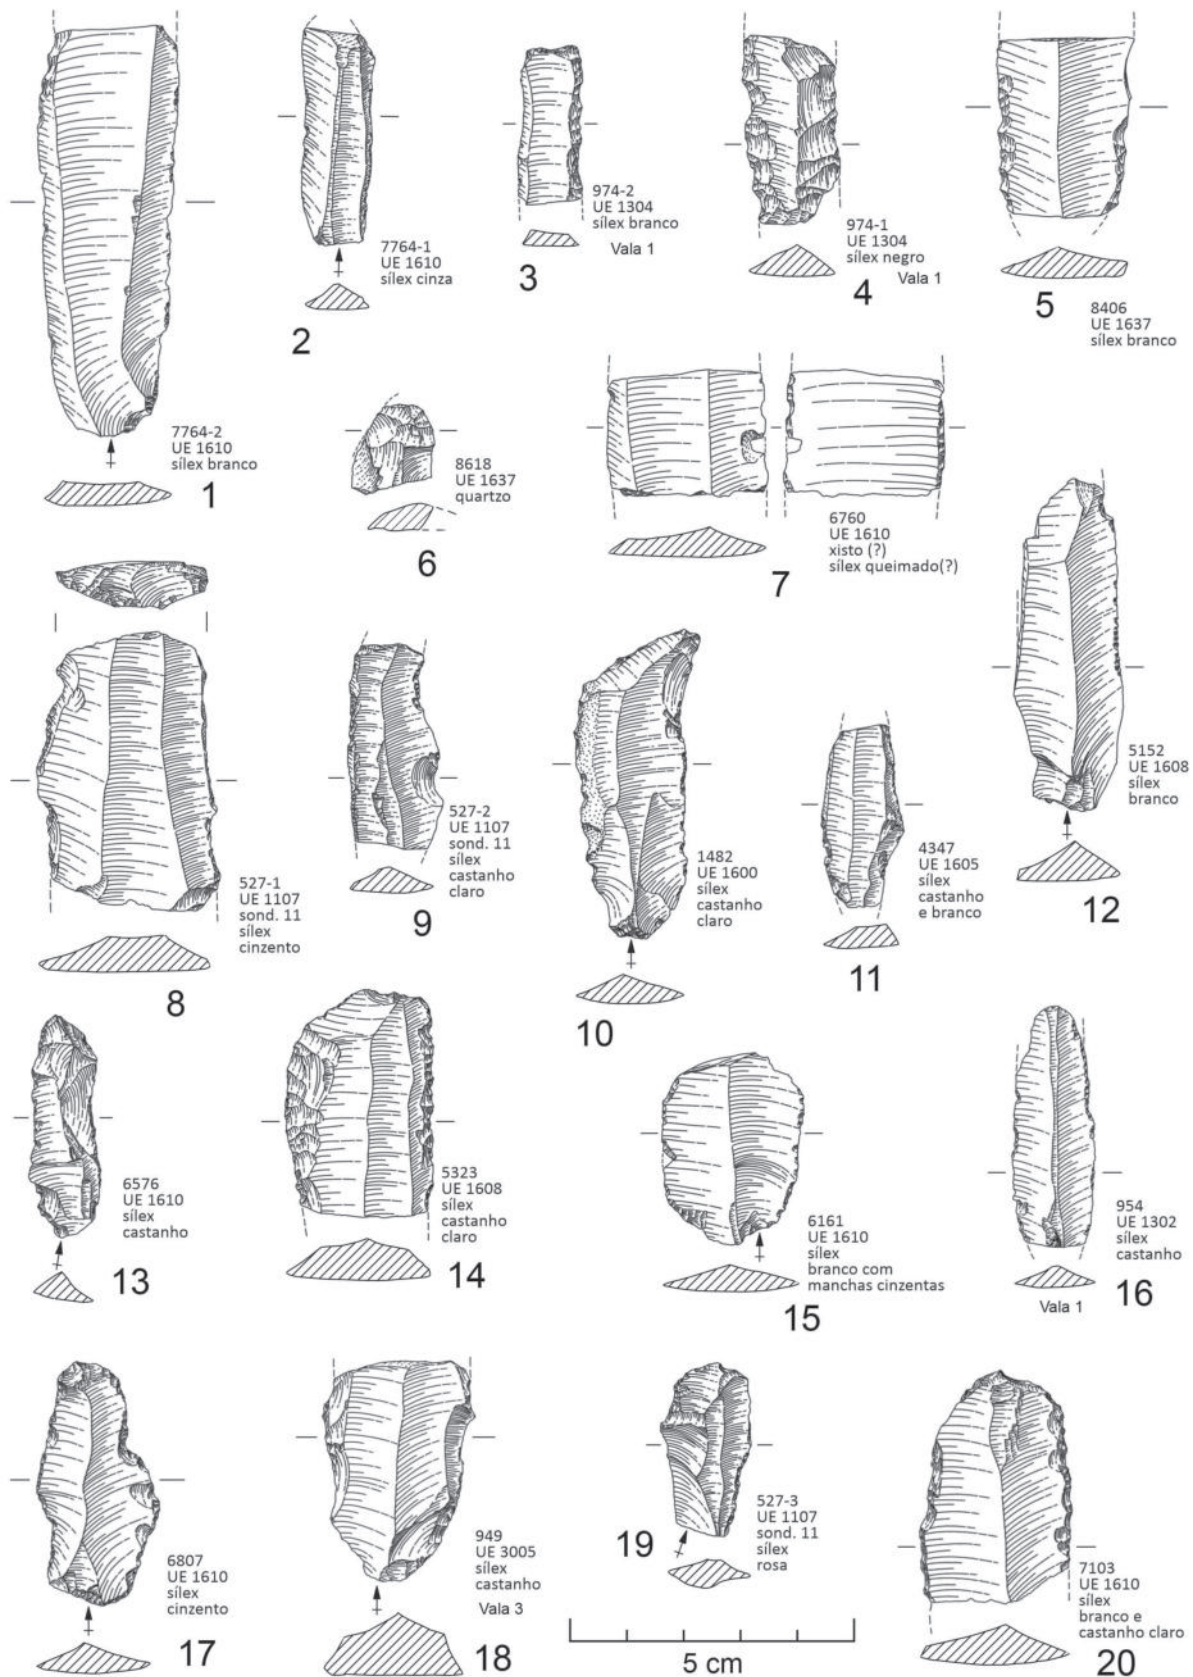 7764-2
UE 1610
sílex branco
1
7764-1
UE 1610
sílex cinza
2
974-2
UE 1304
sílex branco
Vala 1
3
974-1
UE 1304
sílex negro
Vala 1
4
8406
UE 1637
sílex branco
5
8618
UE 1637
quartzo
6
6760
UE 1610
xisto (?)
sílex queimado(?)
7
527-1
UE 1107
sond. 11
sílex
cinzento
8
527-2
UE 1107
sond. 11
sílex
castanho
claro
9
1482
UE 1600
sílex
castanho
claro
10
4347
UE 1605
sílex
castanho
e branco
11
5152
UE 1608
sílex
branco
12
6576
UE 1610
sílex
castanho
13
5323
UE 1608
sílex
castanho
claro
14
6161
UE 1610
sílex
branco com
manchas cinzentas
15
954
UE 1302
sílex
castanho
Vala 1
16
6807
UE 1610
sílex
cinzento
17
949
UE 3005
sílex
castanho
Vala 3
18
527-3
UE 1107
sond. 11
sílex
rosa
19
7103
UE 1610
sílex
branco e
castanho claro
20
5 cm